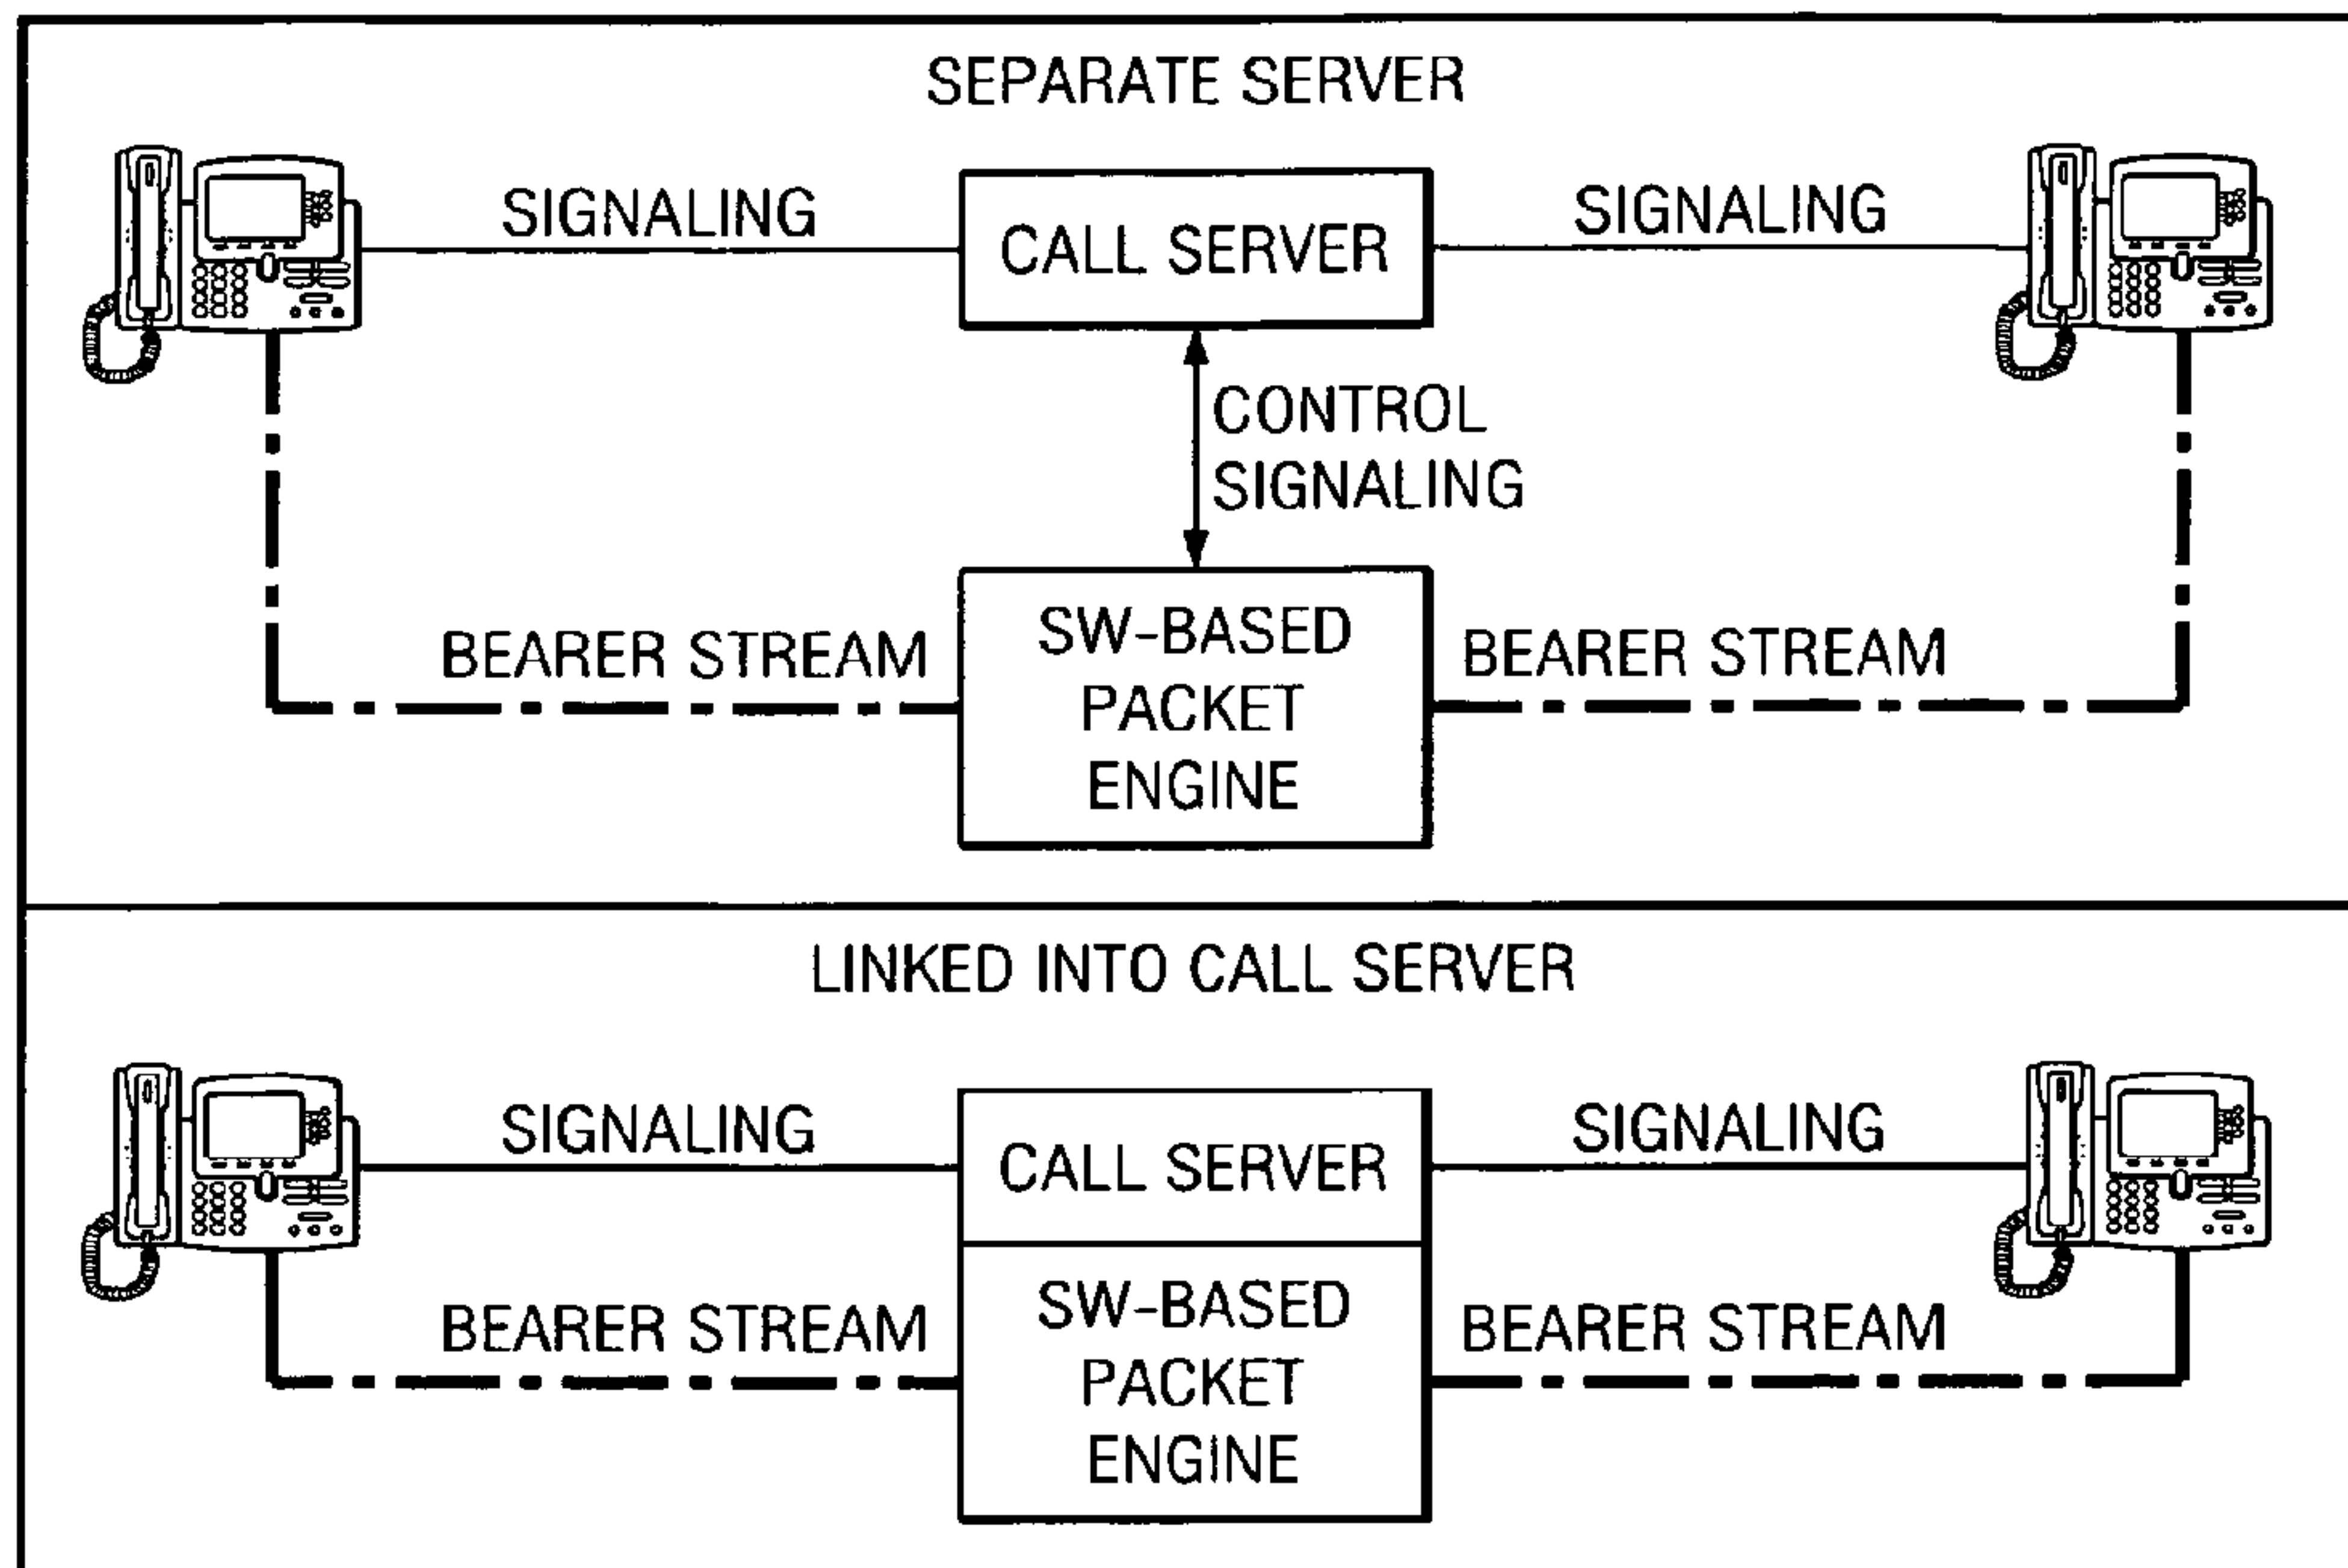 SEPARATE SERVER
SIGNALING
CALL SERVER
SIGNALING
CONTROL
SIGNALING
BEARER STREAM
SW-BASED
PACKET
ENGINE
BEARER STREAM
LINKED INTO CALL SERVER
SIGNALING
CALL SERVER
SIGNALING
BEARER STREAM
SW-BASED
PACKET
ENGINE
BEARER STREAM